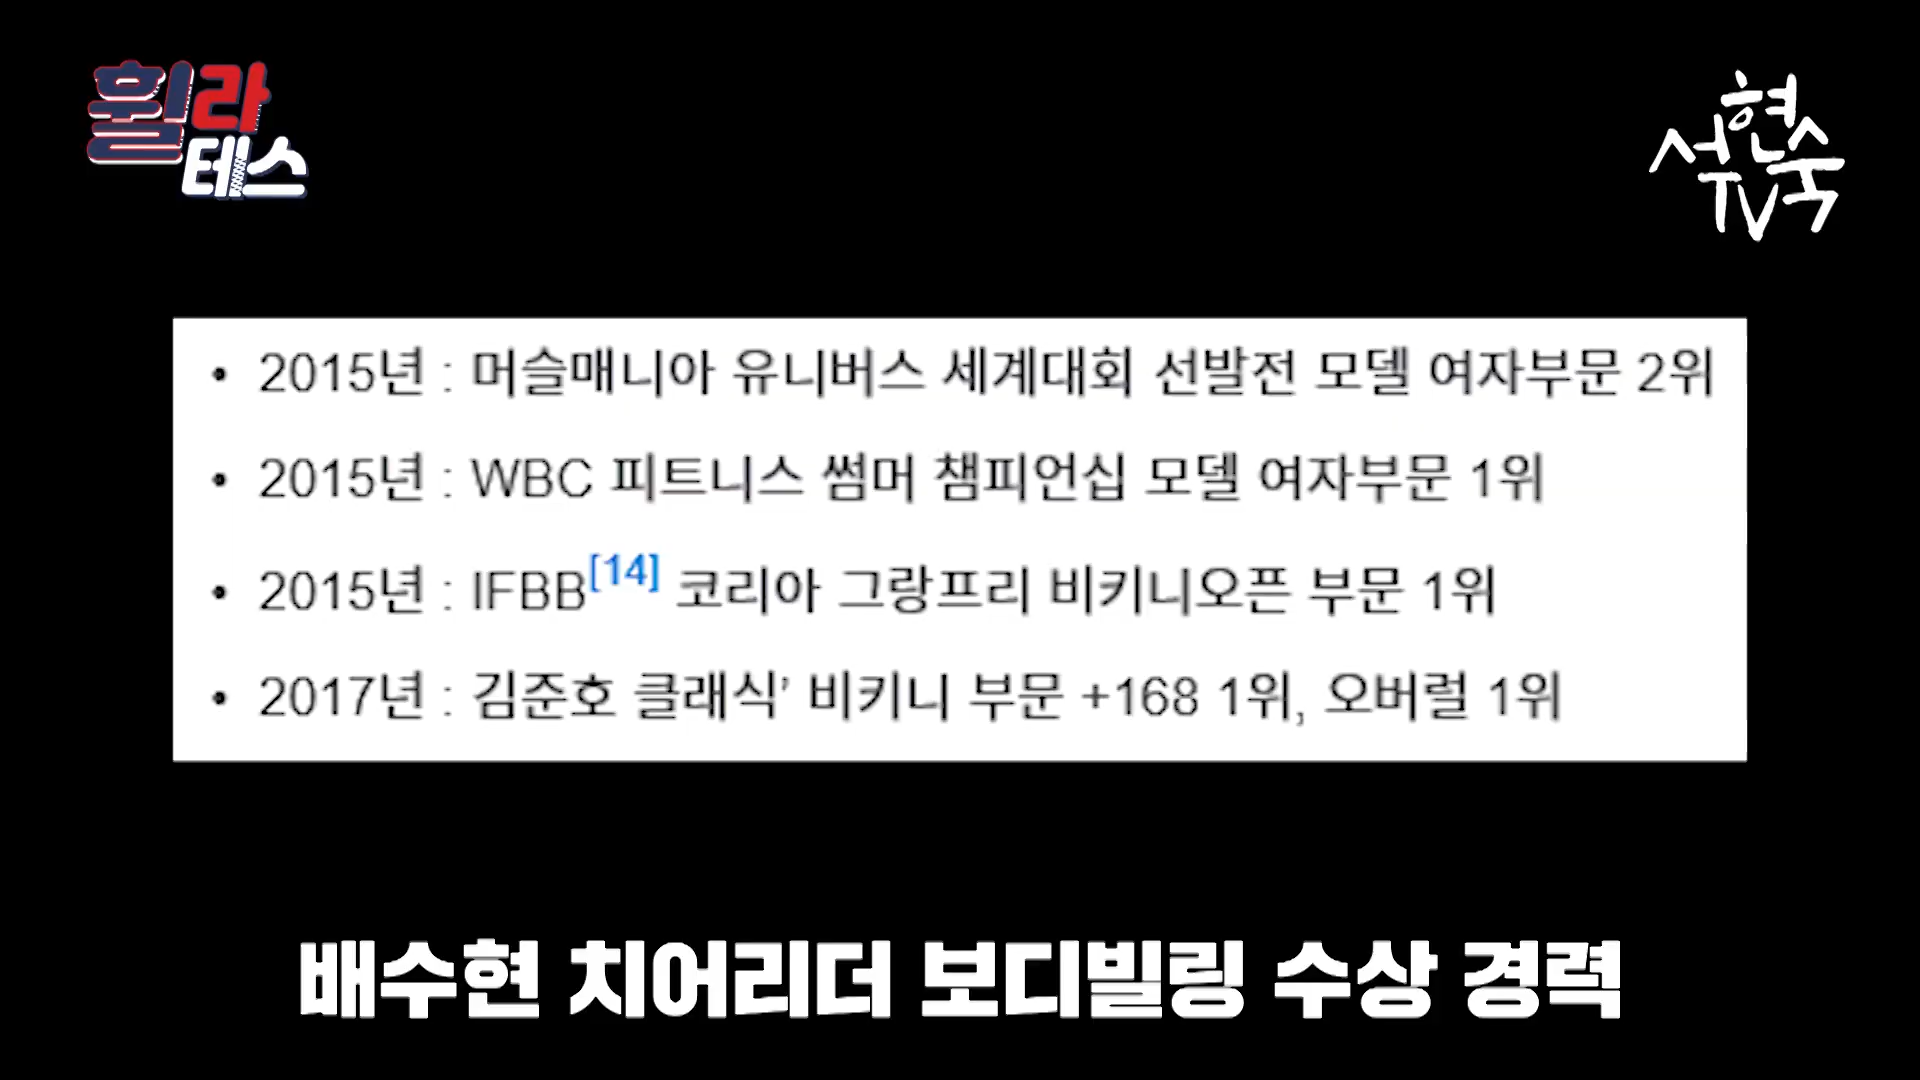 휠라
테스
석현숙
TV
• 2015년 : 머슬매니아 유니버스 세계대회 선발전 모델 여자부문 2위
• 2015년 : WBC 피트니스 썸머 챔피언십 모델 여자부문 1위
• 2015년 : IFBB[14] 코리아 그랑프리 비키니오픈 부문 1위
• 2017년 : 김준호 클래식’ 비키니 부문 +168 1위, 오버럴 1위
배수현 치어리더 보디빌링 수상 경력